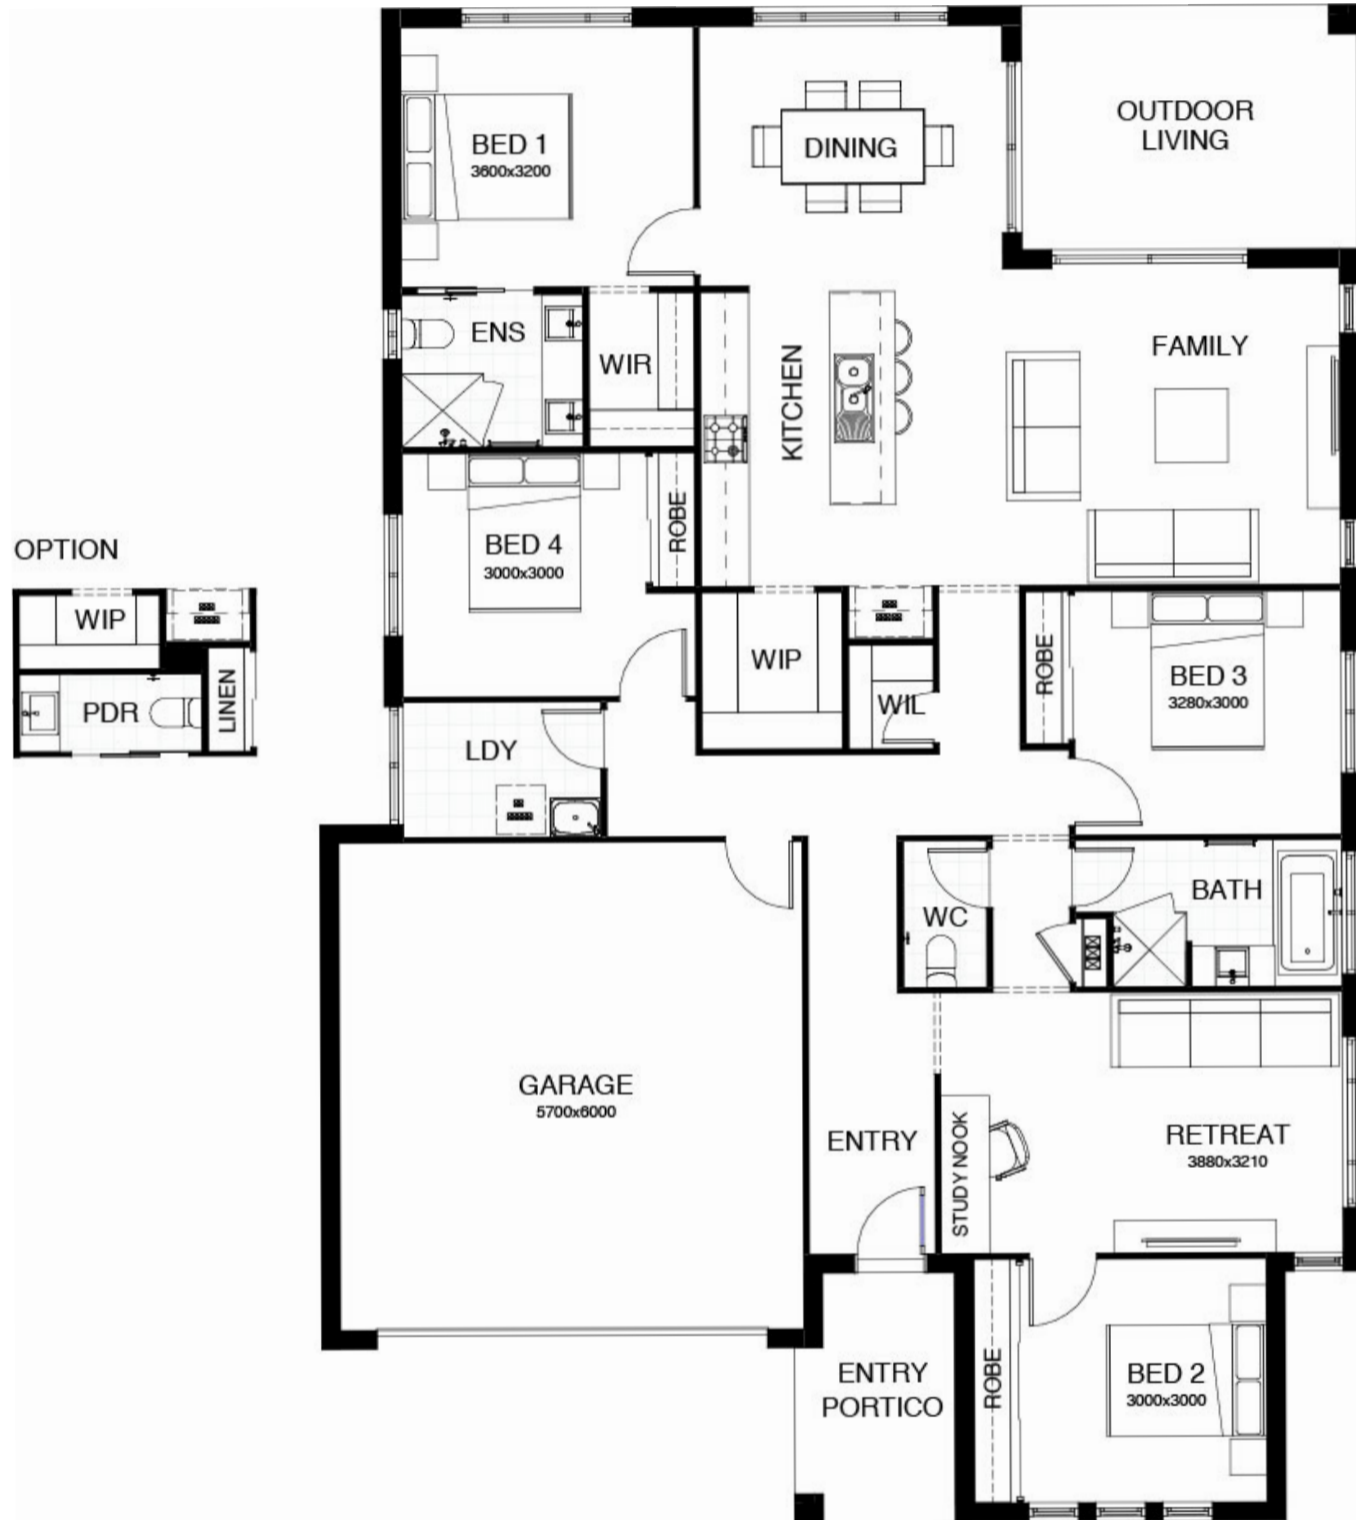 BED 1
3600x3200
DINING
OUTDOOR
LIVING
ENS
WIR
KITCHEN
FAMILY
BED 4
3000x3000
ROBE
OPTION
WIP
PDR
LINEN
WIP
WIL
ROBE
BED 3
3280x3000
LDY
WC
BATH
GARAGE
5700x6000
ENTRY
STUDY NOOK
RETREAT
3880x3210
ENTRY
PORTICO
ROBE
BED 2
3000x3000